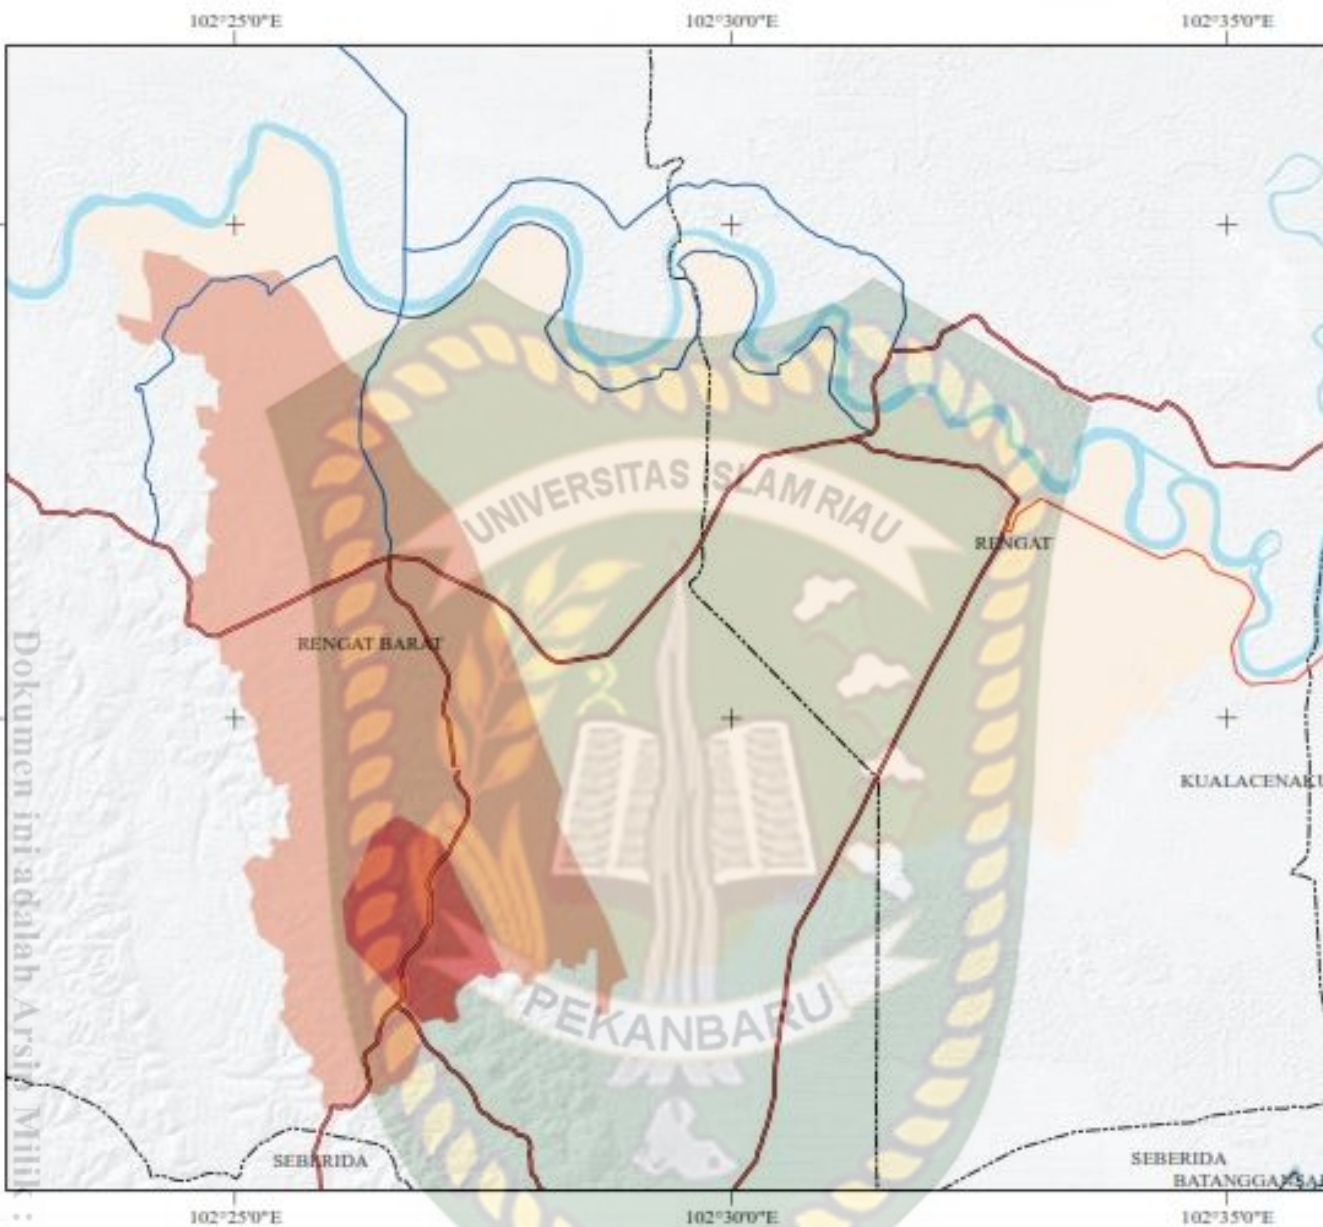 102°25'0"E 102°30'0"E 102°35'0"E
UNIVERSITAS ISLAM RIAU
RENGAT
RENGAT BARAT
KUALACENAKU
Dokumen ini adalah Arsip Milik :
PEKANBARU
SEBERIDA
SEBERIDA
BATANGGANSAL
102°25'0"E 102°30'0"E 102°35'0"E